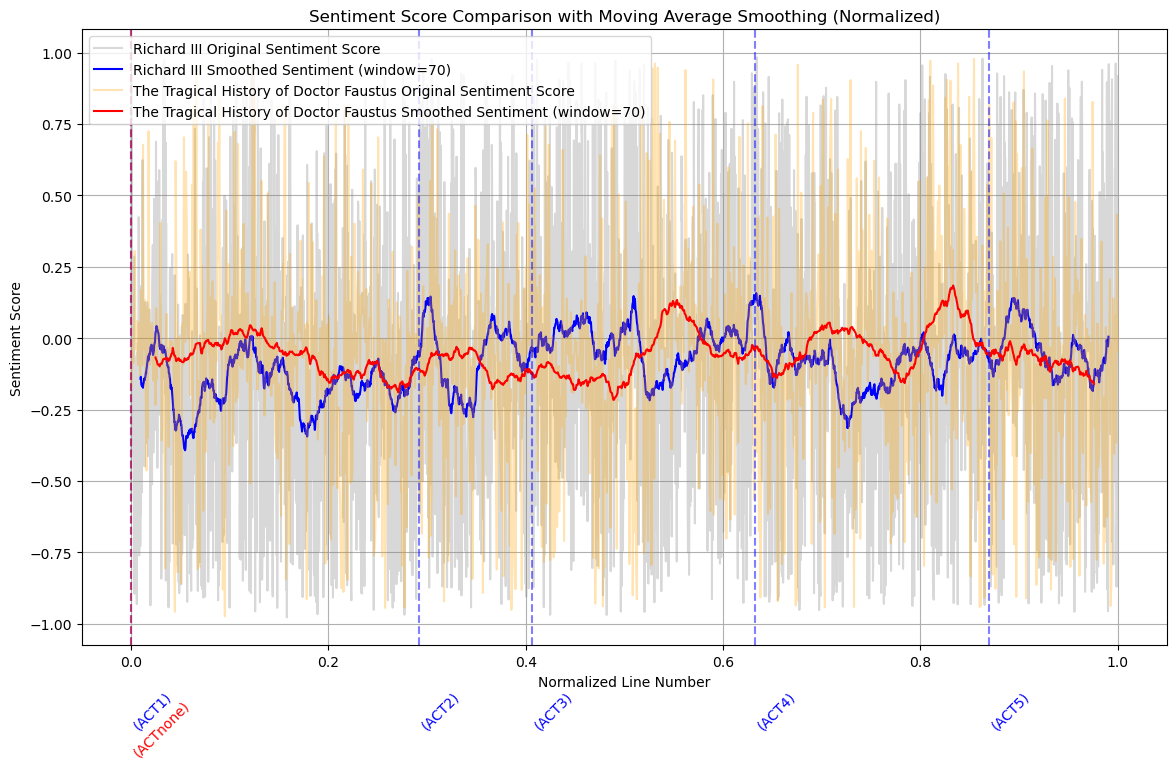 Sentiment Score Comparison with Moving Average Smoothing (Normalized)
Richard III Original Sentiment Score
Richard III Smoothed Sentiment (window=70)
The Tragical History of Doctor Faustus Original Sentiment Score
The Tragical History of Doctor Faustus Smoothed Sentiment (window=70)
Sentiment Score
1.00
0.75
0.50
0.25
0.00
−0.25
−0.50
−0.75
−1.00
0.0 0.2 0.4 0.6 0.8 1.0
Normalized Line Number
(ACT1) (ACT2) (ACT3) (ACT4) (ACT5)
(ACTnone)